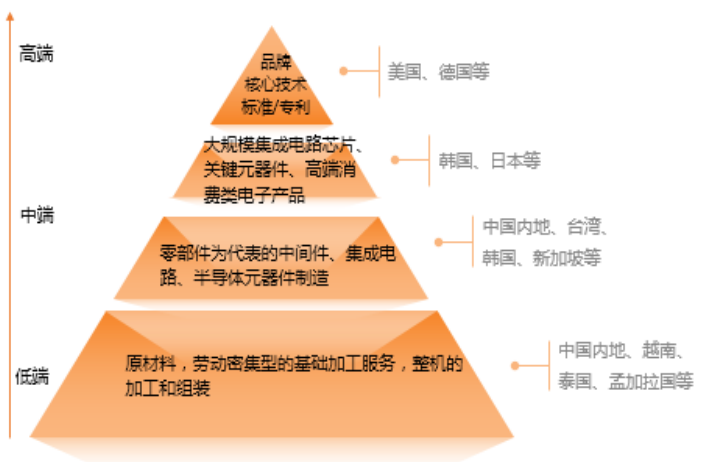 高端
品牌
核心技术
标准/专利
美国、德国等
大规模集成电路芯片、
关键元器件、高端消
费类电子产品
韩国、日本等
中端
零部件为代表的中间件、集成电
路、半导体元器件制造
中国内地、台湾、
韩国、新加坡等
低端
原材料，劳动密集型的基础加工服务，整机的
加工和组装
中国内地、越南、
泰国、孟加拉国等